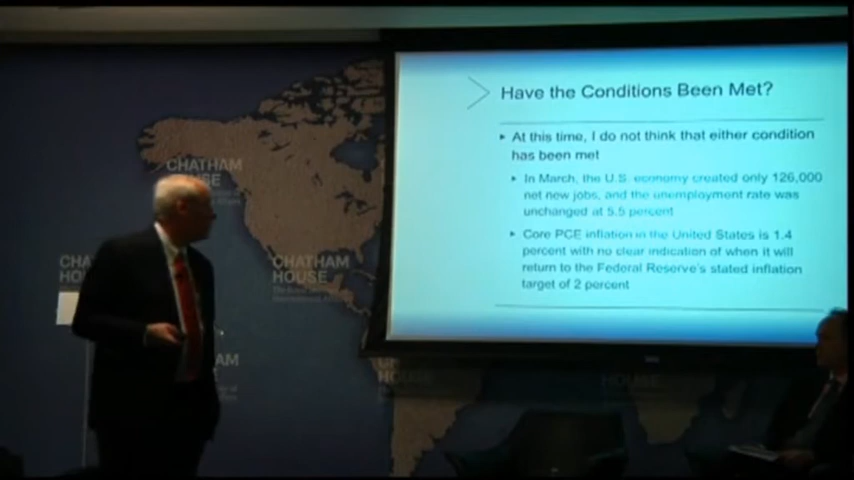 Have the Conditions Been Met?
At this time, I do not think that either condition
has been met
In March, the U.S. economy created only 126,000
net new jobs, and the unemployment rate was
unchanged at 5.5 percent
Core PCE inflation in the United States is 1.4
percent with no clear indication of when it will
return to the Federal Reserve's stated inflation
target of 2 percent
CHATHAM
HOUSE
CHATHAM
HOUSE